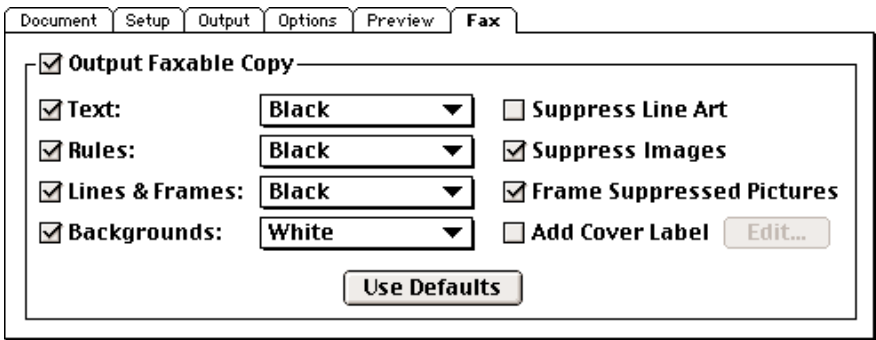 Document Setup Output Options Preview Fax
Output Faxable Copy
Text: Black Suppress Line Art
Rules: Black Suppress Images
Lines & Frames: Black Frame Suppressed Pictures
Backgrounds: White Add Cover Label Edit...
Use Defaults